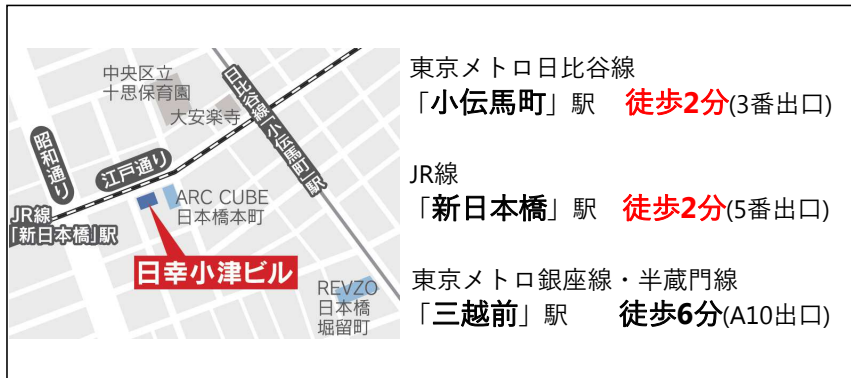 中央区立
十思保育園
大安楽寺
日比谷線「小伝馬町」駅
昭和通り
江戸通り
ARC CUBE
日本橋本町
JR線
「新日本橋」駅
日幸小津ビル
REVZO
日本橋
堀留町
東京メトロ日比谷線
「小伝馬町」駅 徒歩2分(3番出口)
JR線
「新日本橋」駅 徒歩2分(5番出口)
東京メトロ銀座線・半蔵門線
「三越前」駅 徒歩6分(A10出口)